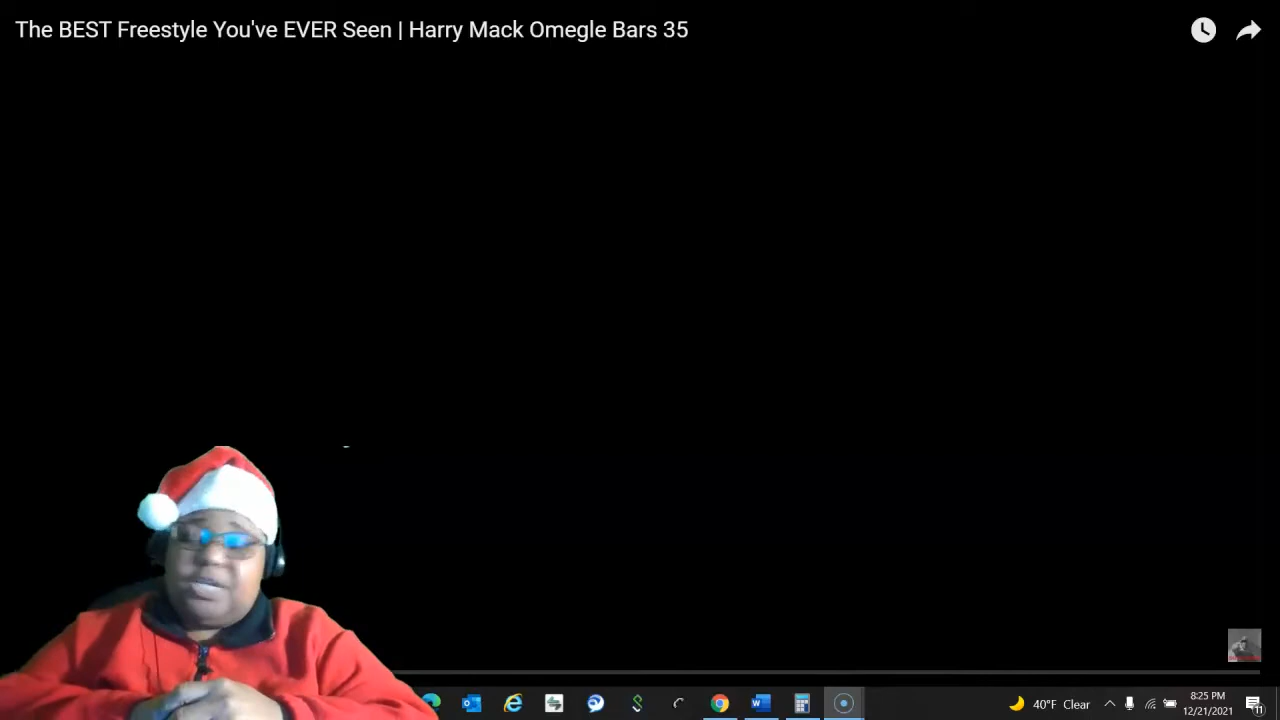 The BEST Freestyle You've EVER Seen | Harry Mack Omegle Bars 35
40°F Clear
8:25 PM
12/21/2021
11